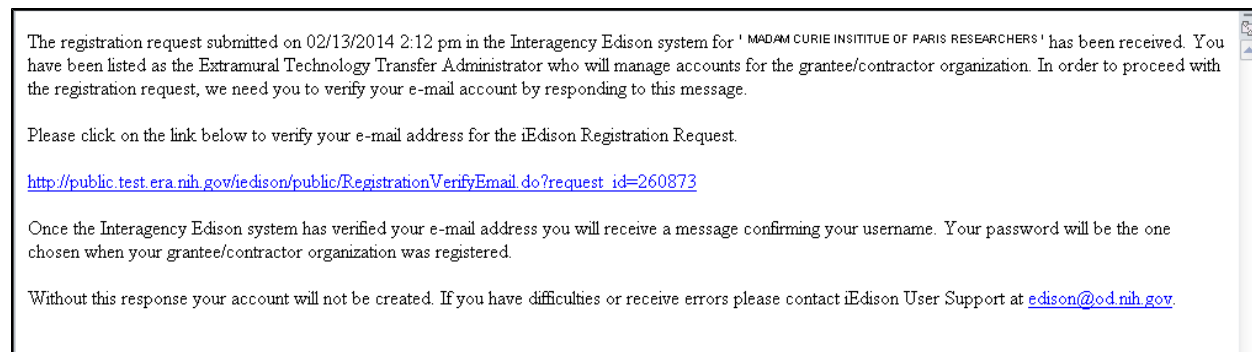 The registration request submitted on 02/13/2014 2:12 pm in the Interagency Edison system for ' MADAM CURIE INSITITUE OF PARIS RESEARCHERS ' has been received. You
have been listed as the Extramural Technology Transfer Administrator who will manage accounts for the grantee/contractor organization. In order to proceed with
the registration request, we need you to verify your e-mail account by responding to this message.
Please click on the link below to verify your e-mail address for the iEdison Registration Request.
http://public.test.era.nih.gov/iedison/public/RegistrationVerifyEmail.do?request_id=260873
Once the Interagency Edison system has verified your e-mail address you will receive a message confirming your username. Your password will be the one
chosen when your grantee/contractor organization was registered.
Without this response your account will not be created. If you have difficulties or receive errors please contact iEdison User Support at edison@od.nih.gov.